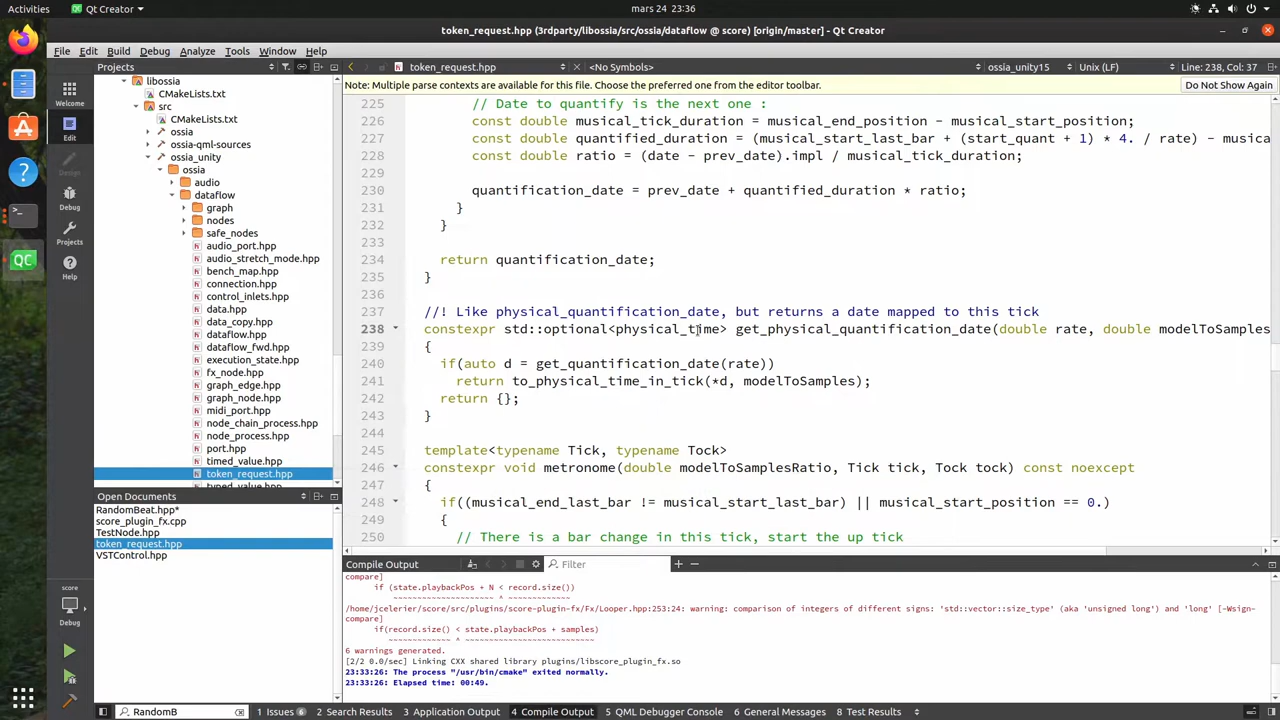 Activities
Qt Creator
mars 24 23:36
token_request.hpp (3rdparty/libossia/src/ossia/dataflow @ score) [origin/master] - Qt Creator
File Edit Build Debug Analyze Tools Window Help
Projects
token_request.hpp
<No Symbols>
ossia_unity15
Unix (LF)
Line: 238, Col: 37
Note: Multiple parse contexts are available for this file. Choose the preferred one from the editor toolbar.
Do Not Show Again
Welcome
Edit
Design
Debug
Projects
Help
score
Debug
libossia
CMakeLists.txt
src
CMakeLists.txt
ossia
ossia-qml-sources
ossia_unity
ossia
audio
dataflow
graph
nodes
safe_nodes
audio_port.hpp
audio_stretch_mode.hpp
bench_map.hpp
connection.hpp
control_inlets.hpp
data.hpp
data_copy.hpp
dataflow.hpp
dataflow_fwd.hpp
execution_state.hpp
fx_node.hpp
graph_edge.hpp
graph_node.hpp
midi_port.hpp
node_chain_process.hpp
node_process.hpp
port.hpp
timed_value.hpp
token_request.hpp
typed_value.hpp
Open Documents
RandomBeat.hpp*
score_plugin_fx.cpp
TestNode.hpp
token_request.hpp
VSTControl.hpp
225 // Date to quantify is the next one :
226 const double musical_tick_duration = musical_end_position - musical_start_position;
227 const double quantified_duration = (musical_start_last_bar + (start_quant + 1) * 4. / rate) - musica
228 const double ratio = (date - prev_date).impl / musical_tick_duration;
229
230 quantification_date = prev_date + quantified_duration * ratio;
231 }
232 }
233
234 return quantification_date;
235 }
236
237 //! Like physical_quantification_date, but returns a date mapped to this tick
238 constexpr std::optional<physical_time> get_physical_quantification_date(double rate, double modelToSamples
239 {
240 if(auto d = get_quantification_date(rate))
241 return to_physical_time_in_tick(*d, modelToSamples);
242 return {};
243 }
244
245 template<typename Tick, typename Tock>
246 constexpr void metronome(double modelToSamplesRatio, Tick tick, Tock tock) const noexcept
247 {
248 if((musical_end_last_bar != musical_start_last_bar) || musical_start_position == 0.)
249 {
250 // There is a bar change in this tick, start the up tick
Compile Output
Filter
compare]
if (state.playbackPos + N < record.size())
~~~~~~~~~~~~~~~~~~~~~ ^ ~~~~~~~~~~~~~
/home/jcelerier/score/src/plugins/score-plugin-fx/Fx/Looper.hpp:253:24: warning: comparison of integers of different signs: 'std::vector::size_type' (aka 'unsigned long') and 'long' [-Wsign-
compare]
if(record.size() < state.playbackPos + samples)
~~~~~~~~~~~~~ ^ ~~~~~~~~~~~~~~~~~~~~~~~~~~~
6 warnings generated.
[2/2 0.0/sec] Linking CXX shared library plugins/libscore_plugin_fx.so
23:33:26: The process "/usr/bin/cmake" exited normally.
23:33:26: Elapsed time: 00:49.
RandomB
1 Issues 6
2 Search Results
3 Application Output
4 Compile Output
5 QML Debugger Console
6 General Messages
8 Test Results